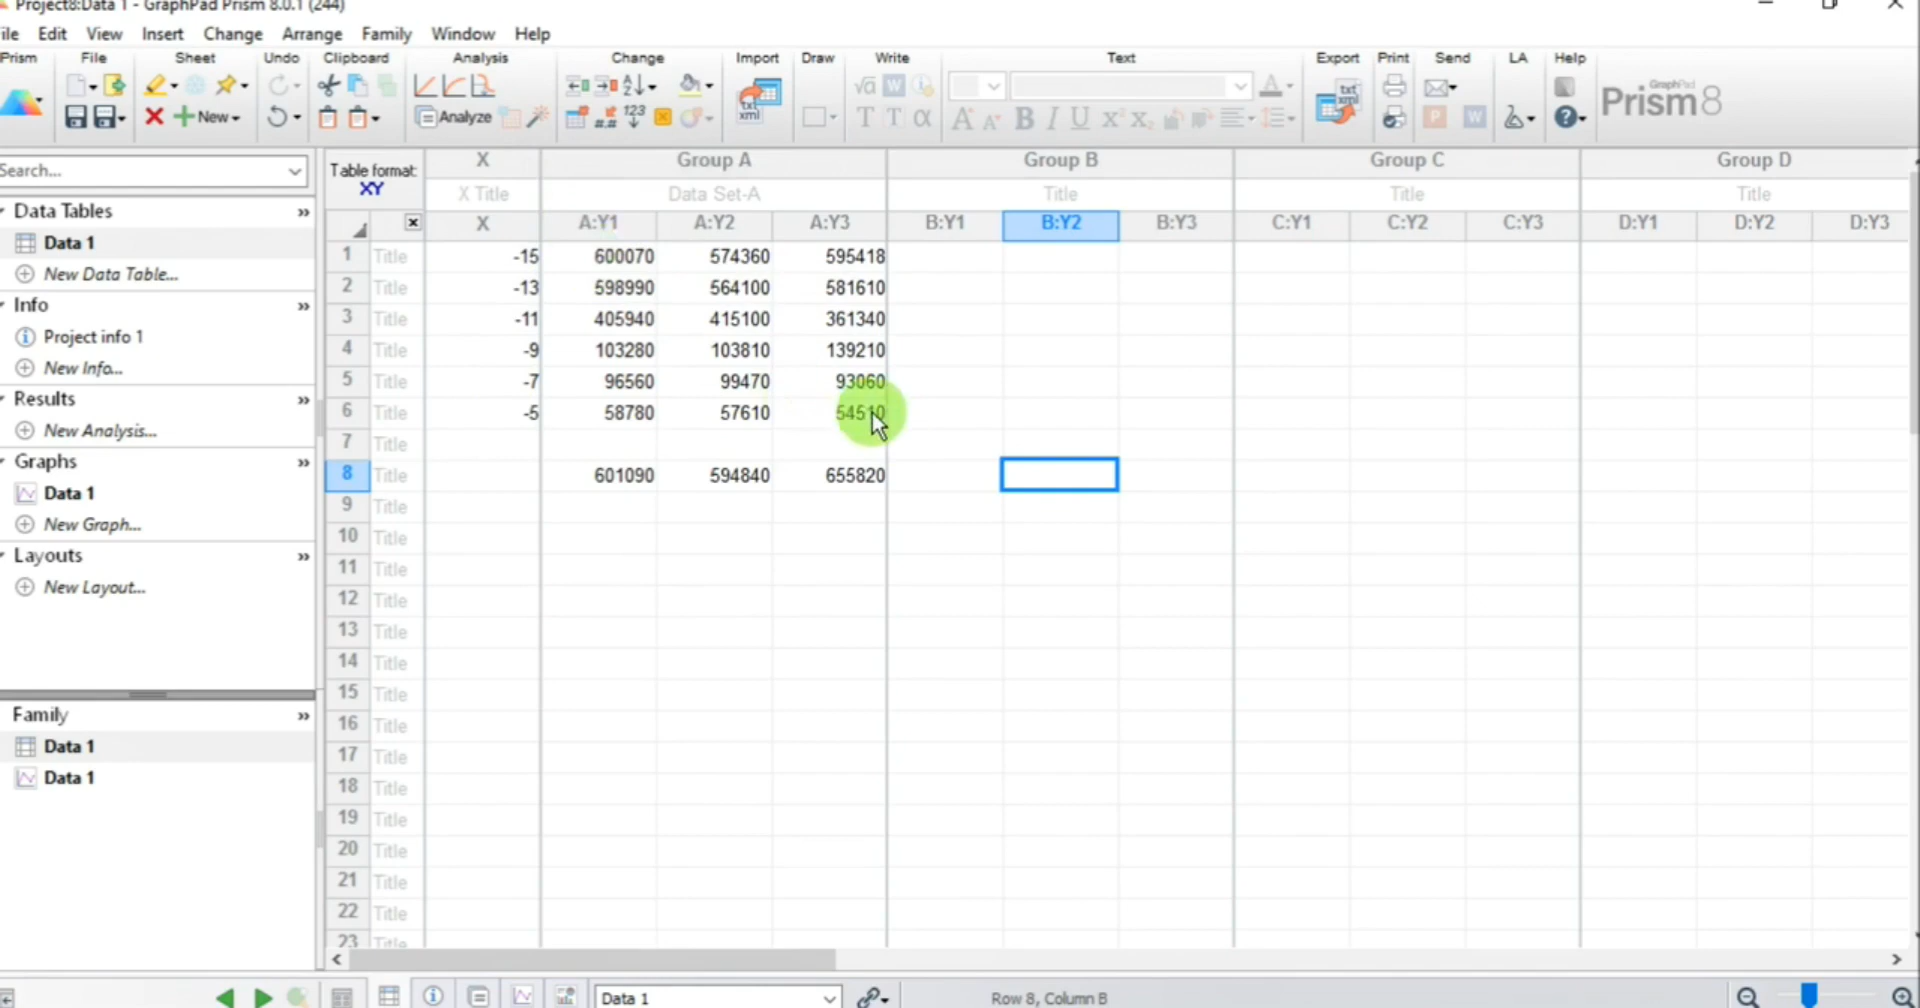 Project8:Data 1 - GraphPad Prism 8.0.1 (244)
ile Edit View Insert Change Arrange Family Window Help
Prism File Sheet Undo Clipboard Analysis Change Import Draw Write Text Export Print Send LA Help
New
Analyze
GraphPad
Prism 8
Search...
Data Tables »
Data 1
New Data Table...
Info »
Project info 1
New Info...
Results »
New Analysis...
Graphs »
Data 1
New Graph...
Layouts »
New Layout...
Family »
Data 1
Data 1
Table format: X Group A Group B Group C Group D
XY X Title Data Set-A Title Title Title
X A:Y1 A:Y2 A:Y3 B:Y1 B:Y2 B:Y3 C:Y1 C:Y2 C:Y3 D:Y1 D:Y2 D:Y3
1 Title -15 600070 574360 595418
2 Title -13 598990 564100 581610
3 Title -11 405940 415100 361340
4 Title -9 103280 103810 139210
5 Title -7 96560 99470 93060
6 Title -5 58780 57610 54510
7 Title
8 Title 601090 594840 655820
9 Title
10 Title
11 Title
12 Title
13 Title
14 Title
15 Title
16 Title
17 Title
18 Title
19 Title
20 Title
21 Title
22 Title
23 Title
Data 1 Row 8, Column B